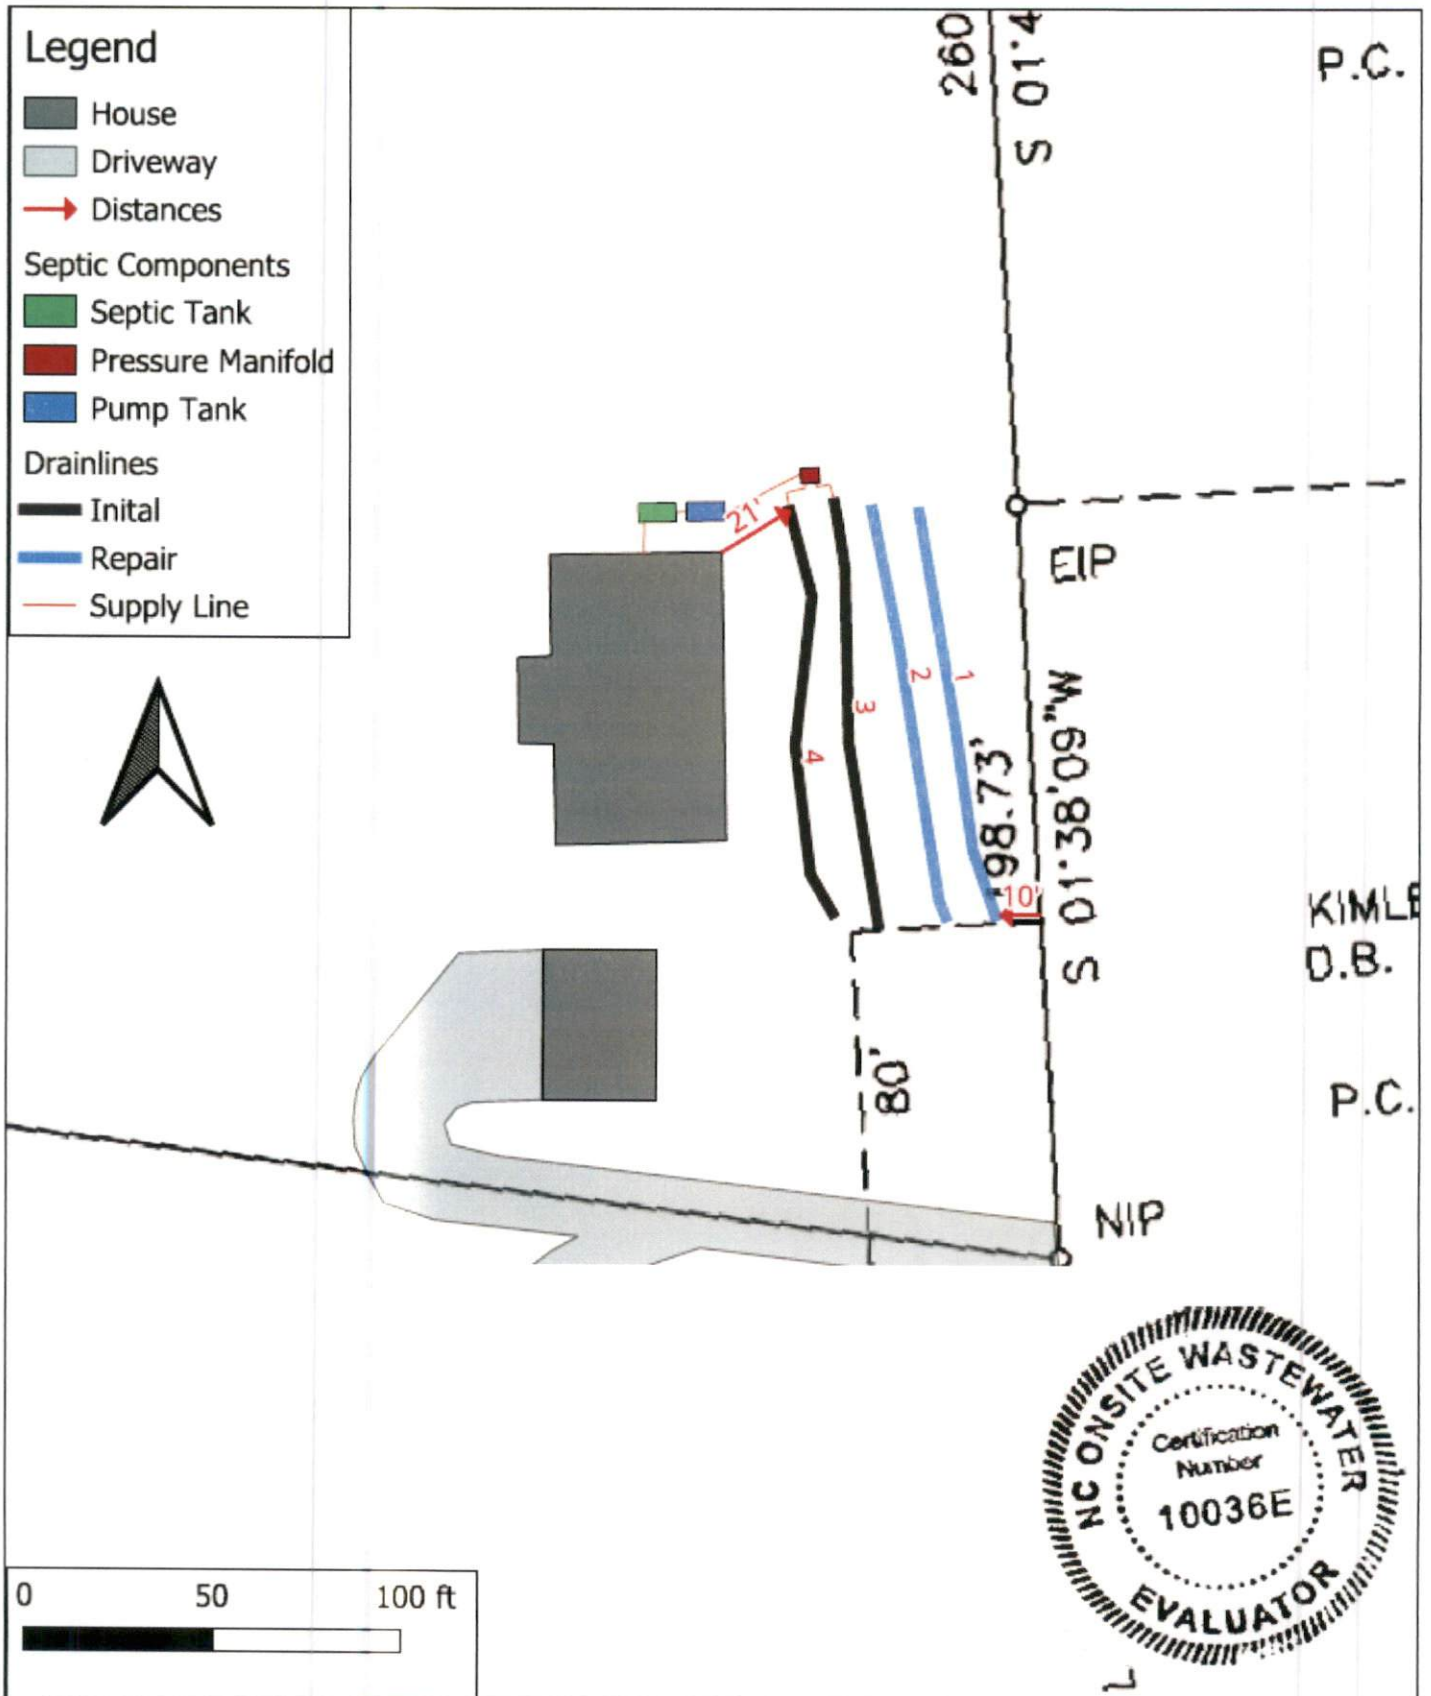 Legend
House
Driveway
Distances
Septic Components
Septic Tank
Pressure Manifold
Pump Tank
Drainlines
Inital
Repair
Supply Line
260
S 01°4
P.C.
21'
EIP
1
2
3
4
198.73'
S 01°38'09"W
10'
D.B.
80'
P.C.
NIP
NC ONSITE WASTEWATER
Certification
Number
10036E
EVALUATOR
0 50 100 ft